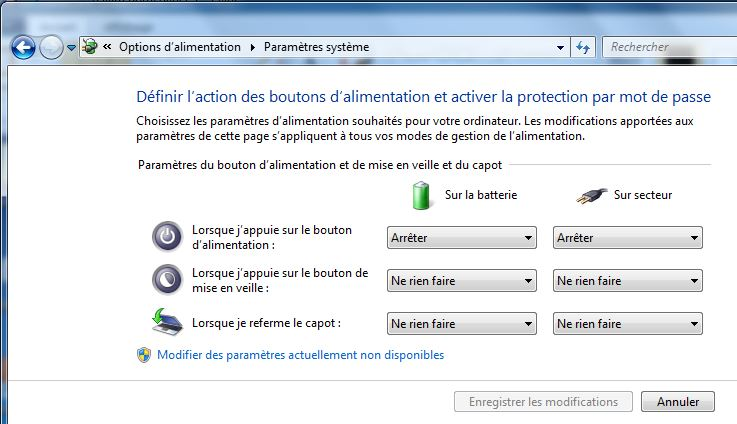 Options d'alimentation Paramètres système Rechercher
Définir l'action des boutons d'alimentation et activer la protection par mot de passe
Choisissez les paramètres d'alimentation souhaités pour votre ordinateur. Les modifications apportées aux
paramètres de cette page s'appliquent à tous vos modes de gestion de l'alimentation.
Paramètres du bouton d'alimentation et de mise en veille et du capot
Sur la batterie Sur secteur
Lorsque j'appuie sur le bouton
d'alimentation : Arrêter Arrêter
Lorsque j'appuie sur le bouton de
mise en veille : Ne rien faire Ne rien faire
Lorsque je referme le capot : Ne rien faire Ne rien faire
Modifier des paramètres actuellement non disponibles
Enregistrer les modifications Annuler